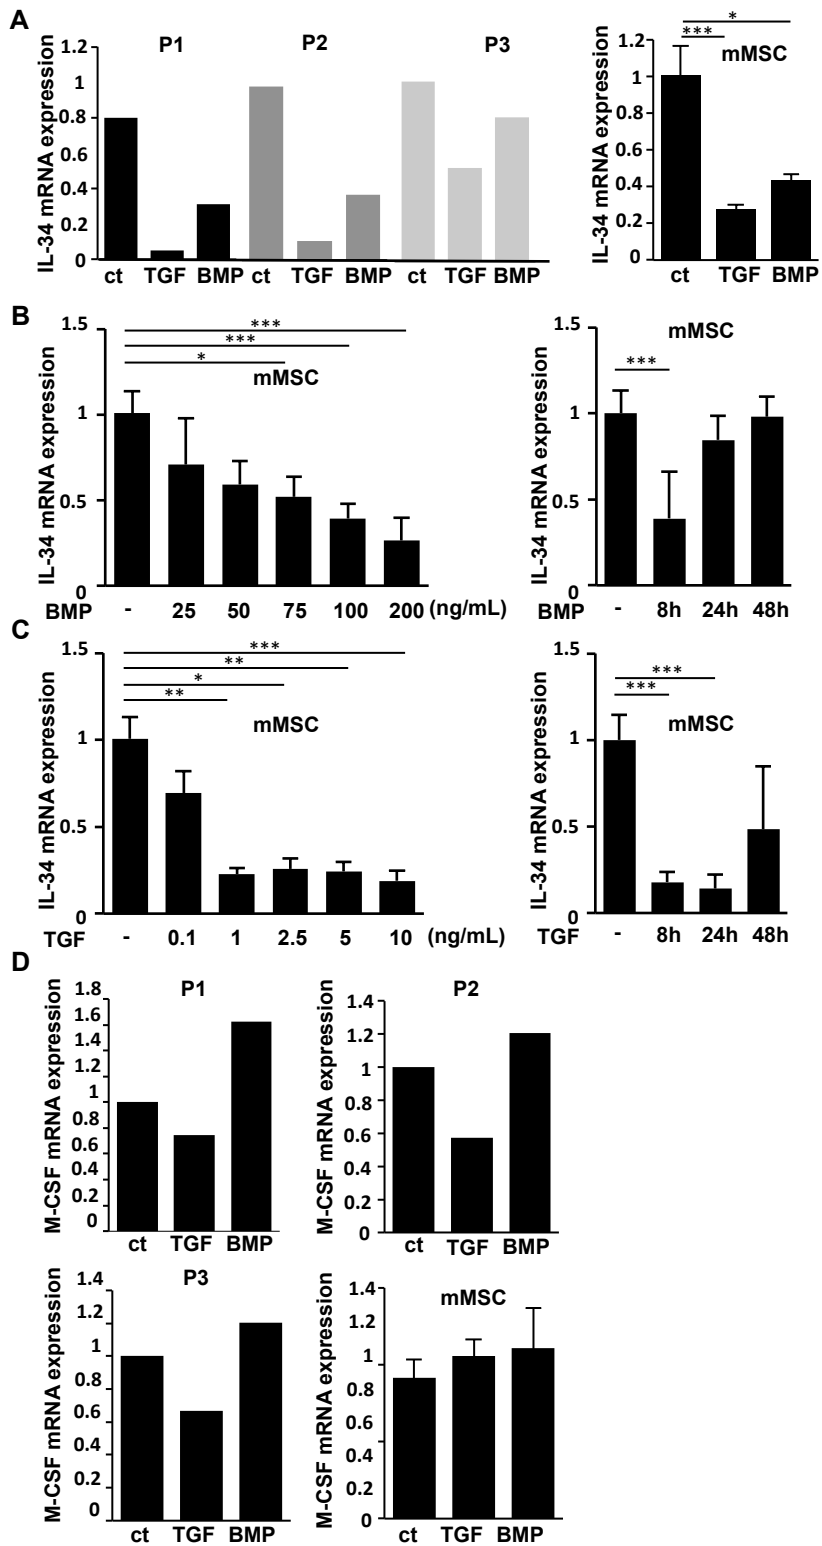 A
P1 P2 P3
IL-34 mRNA expression
1.2
1
0.8
0.6
0.4
0.2
0
ct TGF BMP ct TGF BMP ct TGF BMP
mMSC
*
***
IL-34 mRNA expression
1.2
1
0.8
0.6
0.4
0.2
0
ct TGF BMP
B
IL-34 mRNA expression
1.5
1
0.5
0
***
***
*
mMSC
BMP - 25 50 75 100 200 (ng/mL)
mMSC
IL-34 mRNA expression
1.5
1
0.5
0
***
BMP - 8h 24h 48h
C
IL-34 mRNA expression
1.5
1
0.5
0
***
**
*
**
mMSC
TGF - 0.1 1 2.5 5 10 (ng/mL)
IL-34 mRNA expression
1.5
1
0.5
0
***
***
mMSC
TGF - 8h 24h 48h
D
P1
M-CSF mRNA expression
1.8
1.6
1.4
1.2
1
0.8
0.6
0.4
0.2
0
ct TGF BMP
P2
M-CSF mRNA expression
1.4
1.2
1
0.8
0.6
0.4
0.2
0
ct TGF BMP
P3
M-CSF mRNA expression
1.4
1.2
1
0.8
0.6
0.4
0.2
0
ct TGF BMP
mMSC
M-CSF mRNA expression
1.4
1.2
1
0.8
0.6
0.4
0.2
0
ct TGF BMP